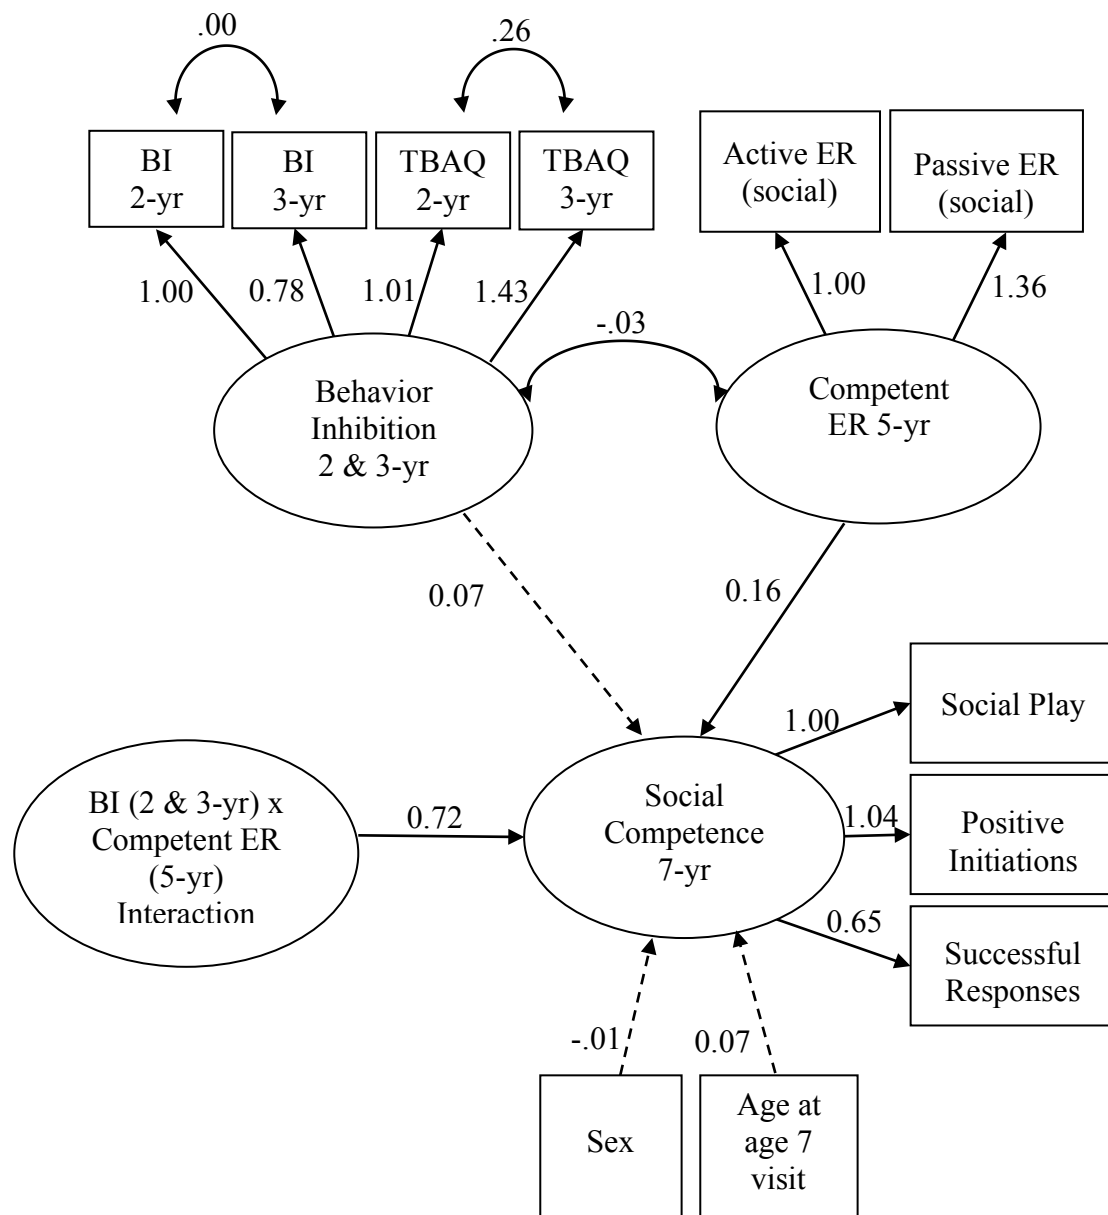 .00
.26
BI
2-yr
BI
3-yr
TBAQ
2-yr
TBAQ
3-yr
Active ER
(social)
Passive ER
(social)
1.00
0.78
1.01
1.43
1.00
1.36
-.03
Behavior
Inhibition
2 & 3-yr
Competent
ER 5-yr
0.07
0.16
Social Play
1.00
BI (2 & 3-yr) x
Competent ER
(5-yr)
Interaction
0.72
Social
Competence
7-yr
1.04
Positive
Initiations
0.65
Successful
Responses
-.01
0.07
Sex
Age at
age 7
visit